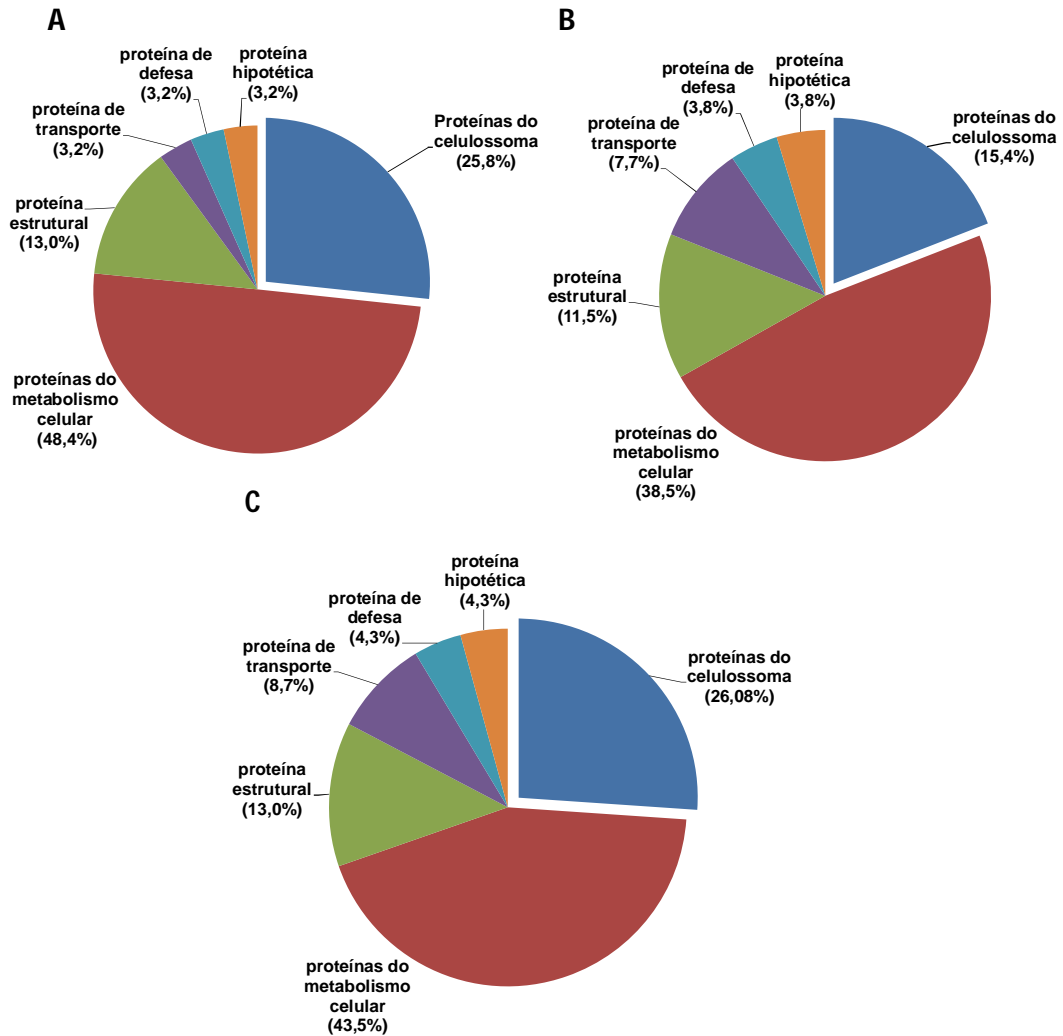 A
proteína de
defesa
(3,2%)
proteína
hipotética
(3,2%)
proteína de
transporte
(3,2%)
Proteínas do
celulossoma
(25,8%)
proteína
estrutural
(13,0%)
proteínas do
metabolismo
celular
(48,4%)
B
proteína de
defesa
(3,8%)
proteína
hipotética
(3,8%)
proteínas do
celulossoma
(15,4%)
proteína de
transporte
(7,7%)
proteína
estrutural
(11,5%)
proteínas do
metabolismo
celular
(38,5%)
C
proteína
hipotética
(4,3%)
proteína de
defesa
(4,3%)
proteína de
transporte
(8,7%)
proteínas do
celulossoma
(26,08%)
proteína
estrutural
(13,0%)
proteínas do
metabolismo
celular
(43,5%)